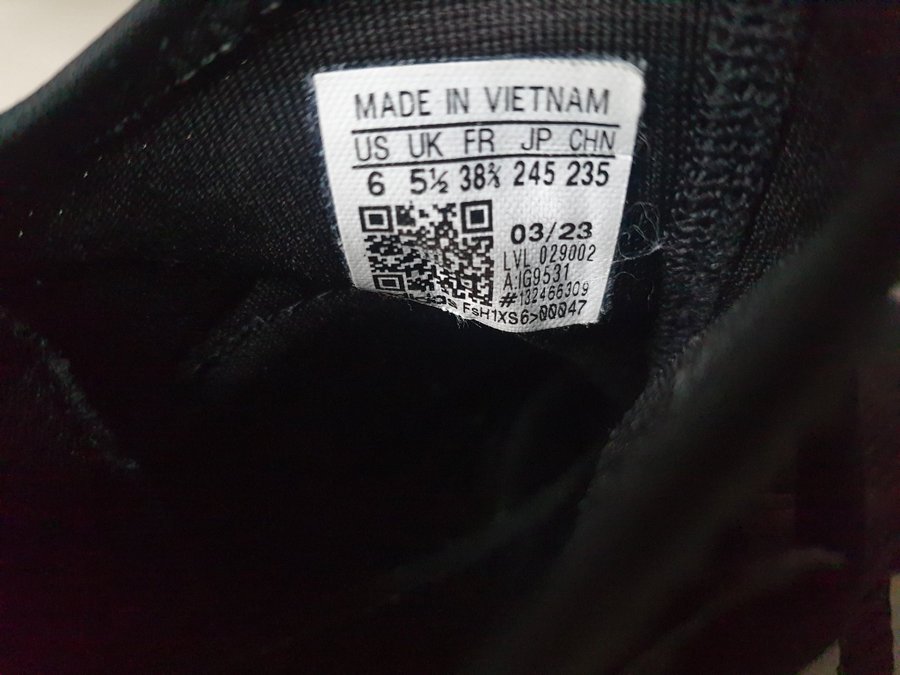 MADE IN VIETNAM
US UK FR JP CHN
6 5½ 38⅔ 245 235
03/23
LVL 029002
A:IG9531
#132466309
FsH1XS6>00047